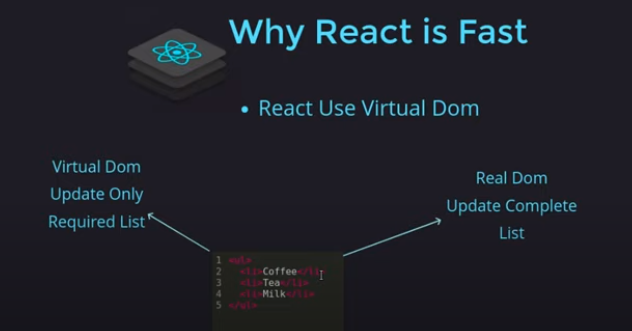 Why React is Fast
• React Use Virtual Dom
Virtual Dom
Update Only
Required List
Real Dom
Update Complete
List
1 <ul>
2 <li>Coffee</li>
3 <li>Tea</li>
4 <li>Milk</li>
5 </ul>